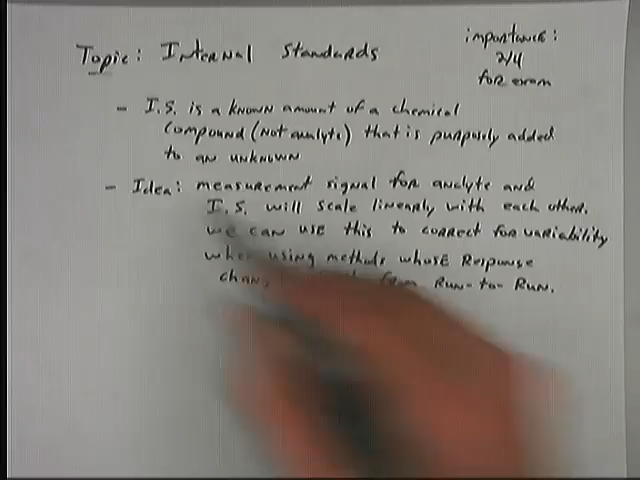 Topic: Internal Standards
importance:
2/4
for exam
- I.S. is a known amount of a chemical
compound (not analyte) that is purposly added
to an unknown
- Idea: measurement signal for analyte and
I.S. will scale linearly with each other.
we can use this to correct for variability
when using methods whose Response
from Run-to-Run.